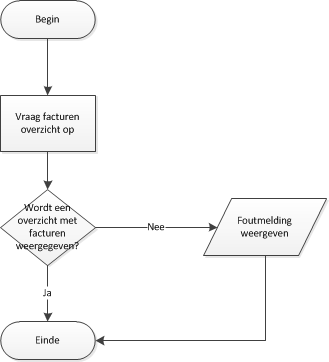 Begin
Vraag facturen
overzicht op
Wordt een
overzicht met
facturen
weergegeven?
Nee
Foutmelding
weergeven
Ja
Einde